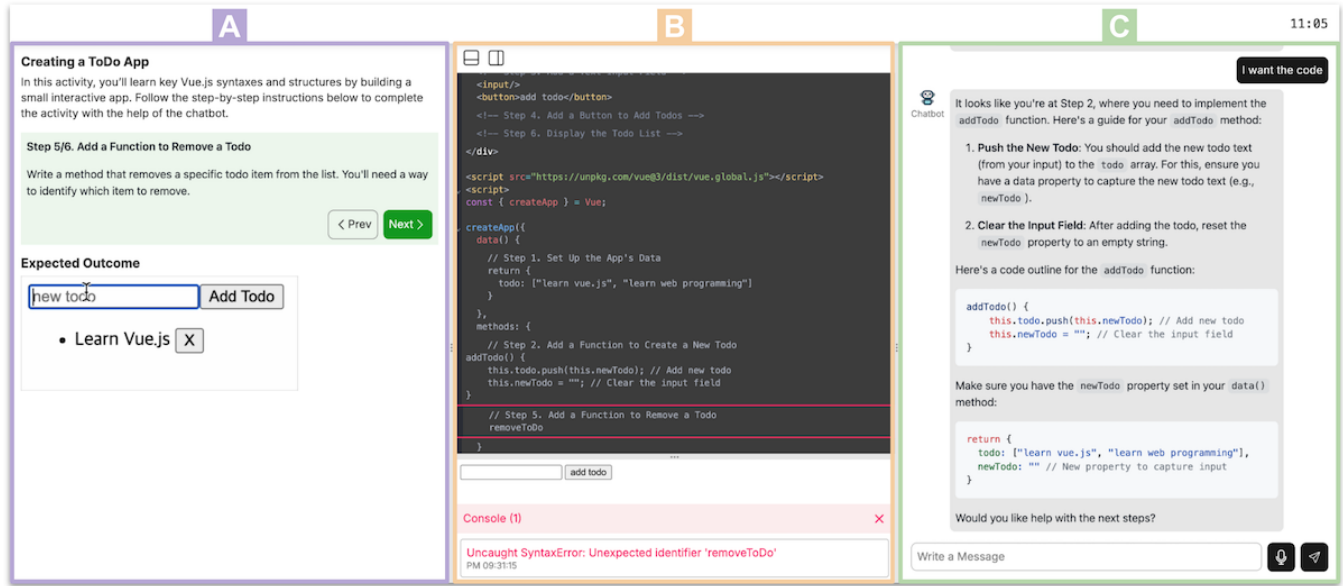 A
B
C
11:05
Creating a ToDo App
In this activity, you'll learn key Vue.js syntaxes and structures by building a
small interactive app. Follow the step-by-step instructions below to complete
the activity with the help of the chatbot.
Step 5/6. Add a Function to Remove a Todo
Write a method that removes a specific todo item from the list. You'll need a way
to identify which item to remove.
< Prev
Next >
Expected Outcome
new todo
Add Todo
• Learn Vue.js X
<input/>
<button>add todo</button>
<!-- Step 4. Add a Button to Add Todos -->
<!-- Step 6. Display the Todo List -->
</div>
<script src="https://unpkg.com/vue@3/dist/vue.global.js"></script>
<script>
const { createApp } = Vue;
createApp({
data() {
// Step 1. Set Up the App's Data
return {
todo: ["learn vue.js", "learn web programming"]
}
},
methods: {
// Step 2. Add a Function to Create a New Todo
addTodo() {
this.todo.push(this.newTodo); // Add new todo
this.newTodo = ""; // Clear the input field
}
// Step 5. Add a Function to Remove a Todo
removeToDo
}
add todo
Console (1)
Uncaught SyntaxError: Unexpected identifier 'removeToDo'
PM 09:31:15
I want the code
Chatbot
It looks like you're at Step 2, where you need to implement the
addTodo function. Here's a guide for your addTodo method:
1. Push the New Todo: You should add the new todo text
(from your input) to the todo array. For this, ensure you
have a data property to capture the new todo text (e.g.,
newTodo ).
2. Clear the Input Field: After adding the todo, reset the
newTodo property to an empty string.
Here's a code outline for the addTodo function:
addTodo() {
this.todo.push(this.newTodo); // Add new todo
this.newTodo = ""; // Clear the input field
}
Make sure you have the newTodo property set in your data()
method:
return {
todo: ["learn vue.js", "learn web programming"],
newTodo: "" // New property to capture input
}
Would you like help with the next steps?
Write a Message